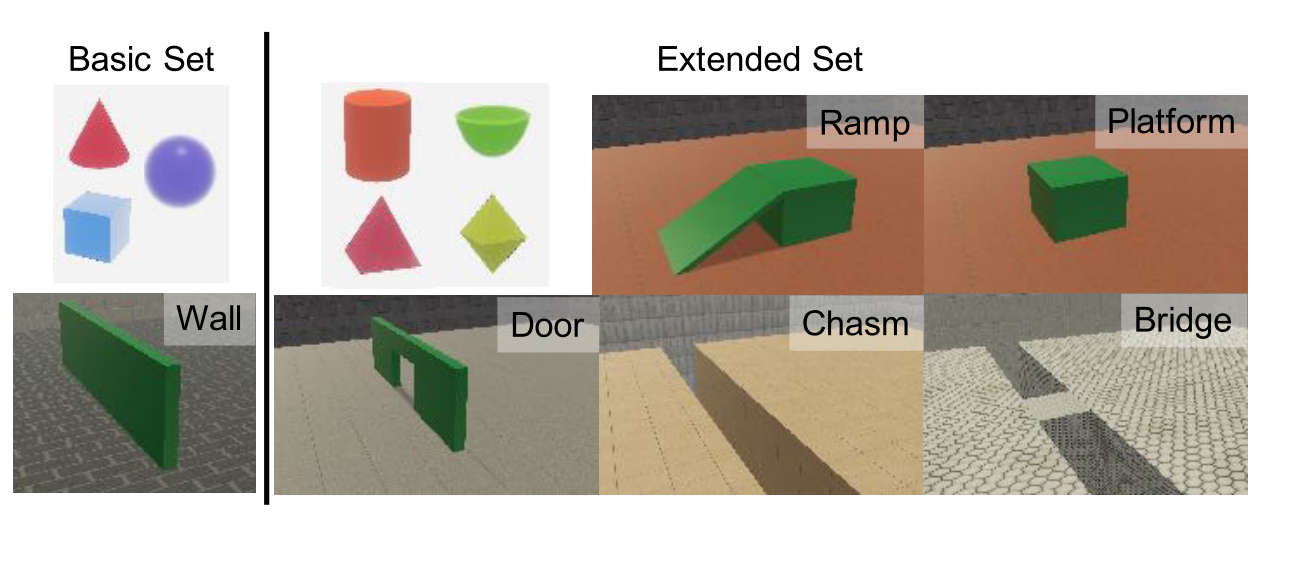 Basic Set
Extended Set
Ramp
Platform
Wall
Door
Chasm
Bridge